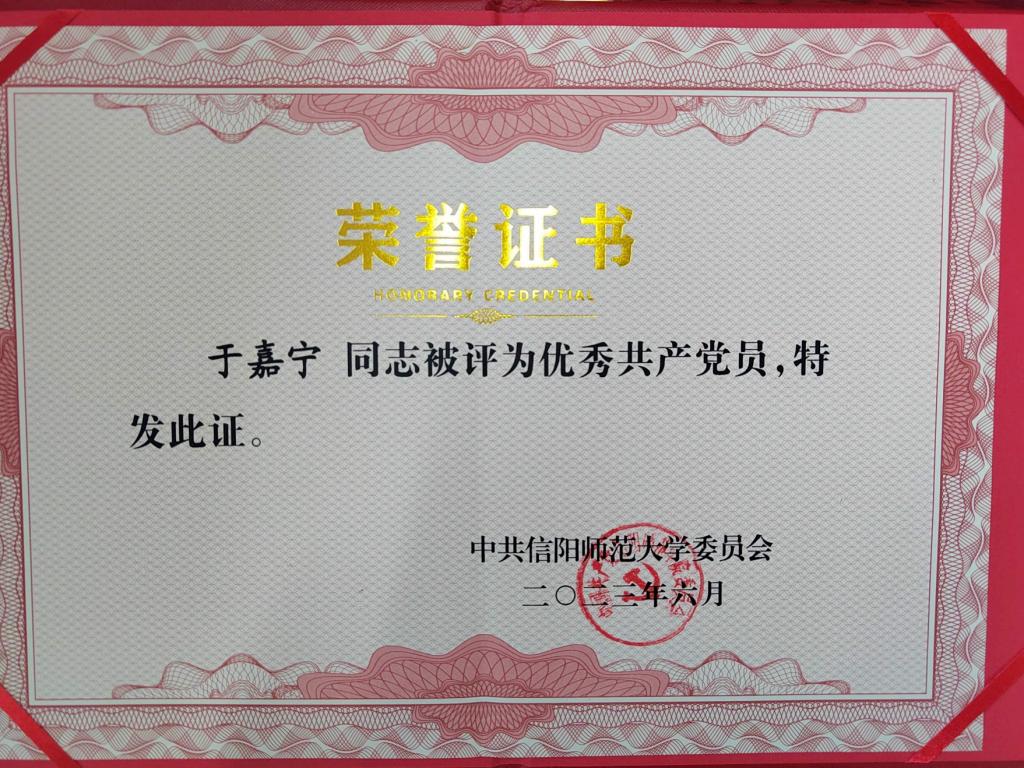 荣誉证书
HONORARY CREDENTIAL
于嘉宁 同志被评为优秀共产党员,特
发此证。
中共信阳师范大学委员会
二〇二三年六月